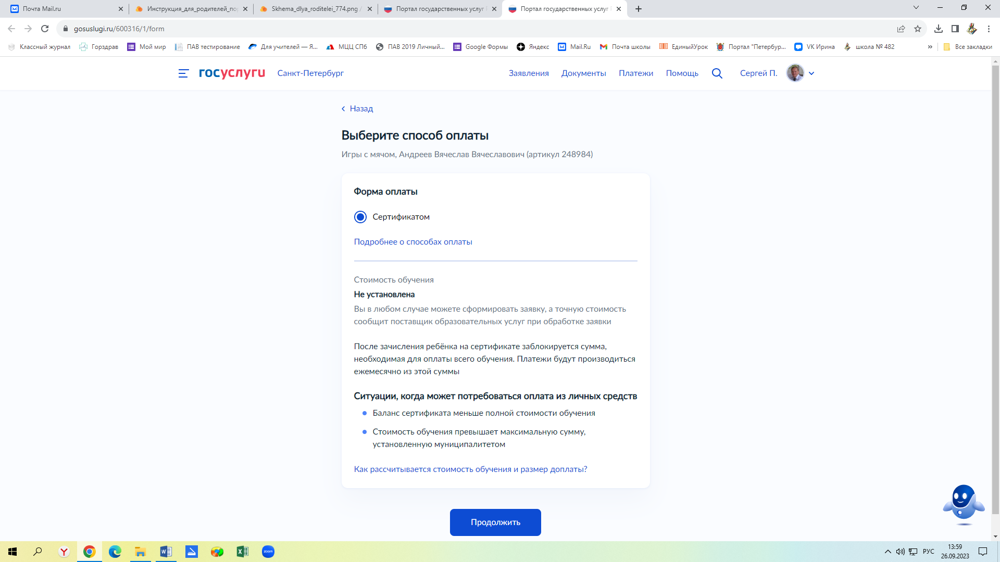 Почта Mail.ru
Инструкция_для_родителей_по
Skhema_dlya_roditelei_774.png /
Портал государственных услуг
Портал государственных услуг
gosuslugi.ru/600316/1/form
Классный журнал
Горздрав
Мой мир
ПАВ тестирование
Для учителей — Я...
МЦЦ СПб
ПАВ 2019 Личный...
Google Формы
Яндекс
Mail.Ru
Почта школы
ЕдиныйУрок
Портал "Петербур...
VK Ирина
школа № 482
»
Все закладки
госуслуги
Санкт-Петербург
Заявления
Документы
Платежи
Помощь
Сергей П.
Назад
Выберите способ оплаты
Игры с мячом, Андреев Вячеслав Вячеславович (артикул 248984)
Форма оплаты
Сертификатом
Подробнее о способах оплаты
Стоимость обучения
Не установлена
Вы в любом случае можете сформировать заявку, а точную стоимость
сообщит поставщик образовательных услуг при обработке заявки
После зачисления ребёнка на сертификате заблокируется сумма,
необходимая для оплаты всего обучения. Платежи будут производиться
ежемесячно из этой суммы
Ситуации, когда может потребоваться оплата из личных средств
Баланс сертификата меньше полной стоимости обучения
Стоимость обучения превышает максимальную сумму,
установленную муниципалитетом
Как рассчитывается стоимость обучения и размер доплаты?
Продолжить
zoom
РУС
13:59
26.09.2023